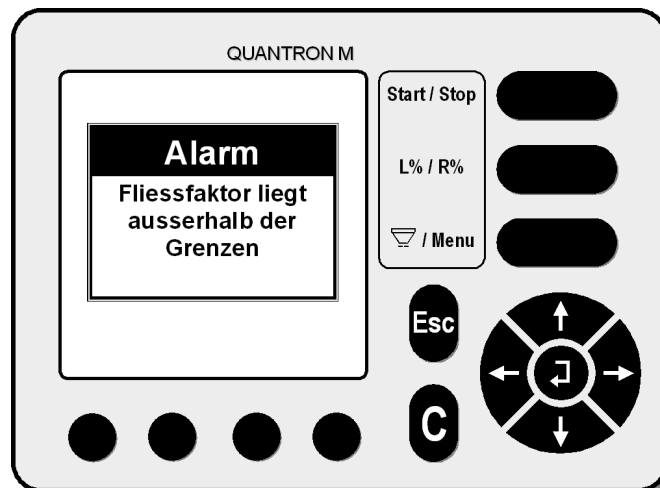 QUANTRON M
Alarm
Fliessfaktor liegt
ausserhalb der
Grenzen
Start / Stop
L% / R%
/ Menu
Esc
C